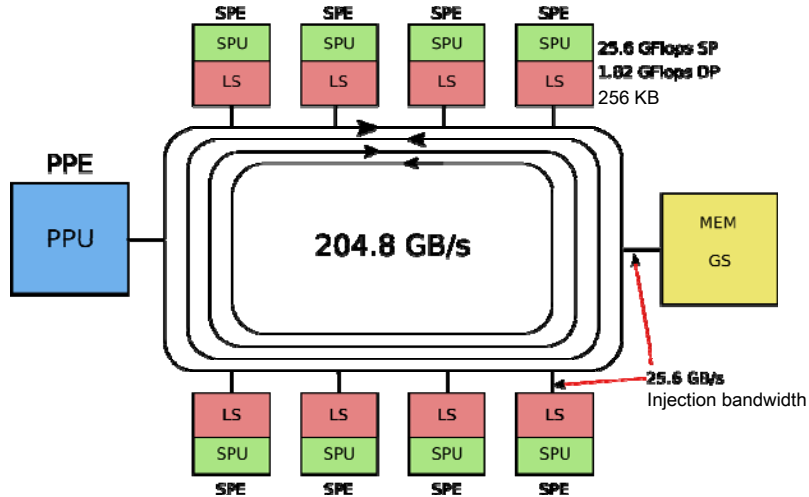 SPE SPE SPE SPE
SPU SPU SPU SPU
LS LS LS LS
25.6 GFlops SP
1.82 GFlops DP
256 KB
PPE
PPU
204.8 GB/s
MEM
GS
25.6 GB/s
Injection bandwidth
LS LS LS LS
SPU SPU SPU SPU
SPE SPE SPE SPE